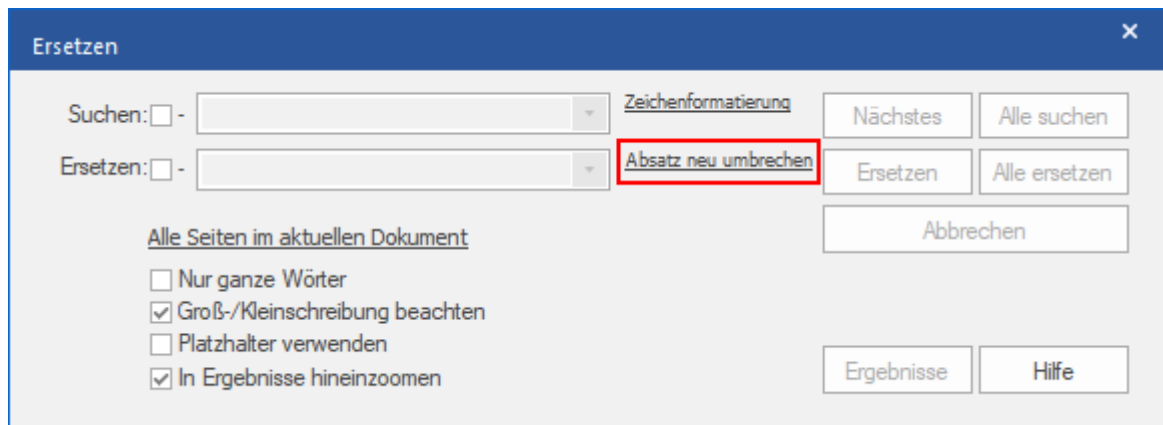 Ersetzen
Suchen: - Zeichenformatierung Nächstes Alle suchen
Ersetzen: - Absatz neu umbrechen Ersetzen Alle ersetzen
Abbrechen
Alle Seiten im aktuellen Dokument
Nur ganze Wörter
Groß-/Kleinschreibung beachten
Platzhalter verwenden
In Ergebnisse hineinzoomen
Ergebnisse Hilfe